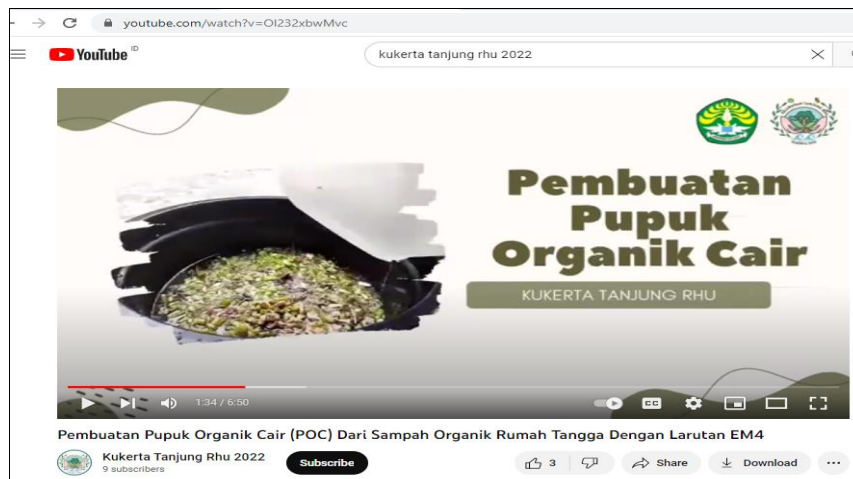 youtube.com/watch?v=OI232xbwMvc
YouTube ID
kukerta tanjung rhu 2022
Pembuatan
Pupuk
Organik Cair
KUKERTA TANJUNG RHU
1:34 / 6:50
CC
Pembuatan Pupuk Organik Cair (POC) Dari Sampah Organik Rumah Tangga Dengan Larutan EM4
Kukerta Tanjung Rhu 2022
9 subscribers
Subscribe
3
Share
Download